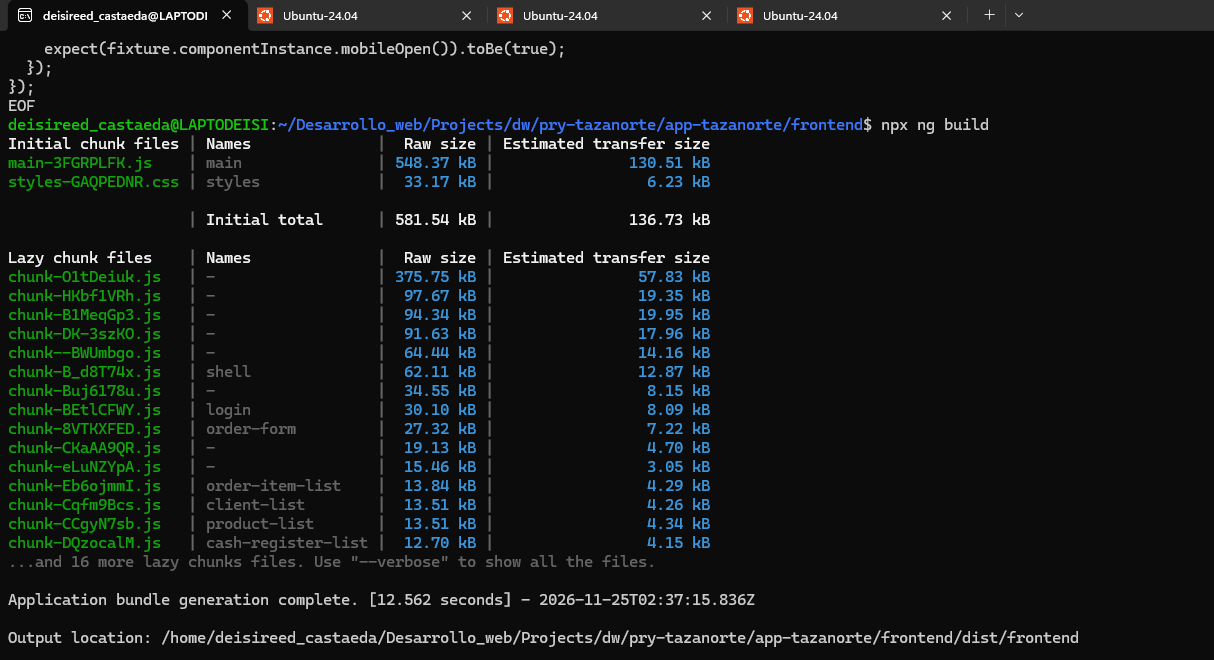 deisireed_castaeda@LAPTODI
Ubuntu-24.04
Ubuntu-24.04
Ubuntu-24.04
    expect(fixture.componentInstance.mobileOpen()).toBe(true);
  });
});
EOF
deisireed_castaeda@LAPTODEISI:~/Desarrollo_web/Projects/dw/pry-tazanorte/app-tazanorte/frontend$ npx ng build
Initial chunk files | Names | Raw size | Estimated transfer size
main-3FGRPLFK.js | main | 548.37 kB | 130.51 kB
styles-GAQPEDNR.css | styles | 33.17 kB | 6.23 kB
| Initial total | 581.54 kB | 136.73 kB
Lazy chunk files | Names | Raw size | Estimated transfer size
chunk-O1tDeiuk.js | - | 375.75 kB | 57.83 kB
chunk-HKbf1VRh.js | - | 97.67 kB | 19.35 kB
chunk-B1MeqGp3.js | - | 94.34 kB | 19.95 kB
chunk-DK-3szKO.js | - | 91.63 kB | 17.96 kB
chunk--BWUmbgo.js | - | 64.44 kB | 14.16 kB
chunk-B_d8T74x.js | shell | 62.11 kB | 12.87 kB
chunk-Buj6178u.js | - | 34.55 kB | 8.15 kB
chunk-BEtlCFWY.js | login | 30.10 kB | 8.09 kB
chunk-8VTKXFED.js | order-form | 27.32 kB | 7.22 kB
chunk-CKaAA9QR.js | - | 19.13 kB | 4.70 kB
chunk-eLuNZYpA.js | - | 15.46 kB | 3.05 kB
chunk-Eb6ojmmI.js | order-item-list | 13.84 kB | 4.29 kB
chunk-Cqfm9Bcs.js | client-list | 13.51 kB | 4.26 kB
chunk-CCgyN7sb.js | product-list | 13.51 kB | 4.34 kB
chunk-DQzocalM.js | cash-register-list | 12.70 kB | 4.15 kB
...and 16 more lazy chunks files. Use "--verbose" to show all the files.
Application bundle generation complete. [12.562 seconds] - 2026-11-25T02:37:15.836Z
Output location: /home/deisireed_castaeda/Desarrollo_web/Projects/dw/pry-tazanorte/app-tazanorte/frontend/dist/frontend